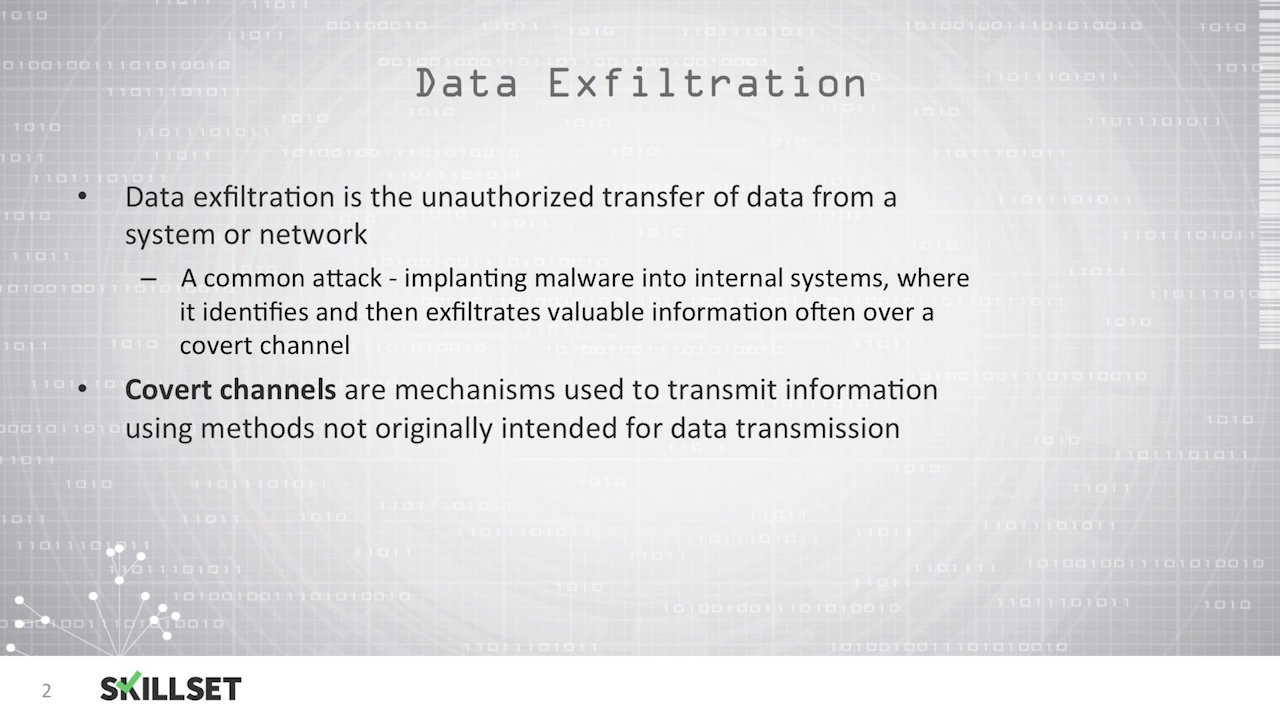 Data Exfiltration
• Data exfiltration is the unauthorized transfer of data from a
system or network
– A common attack - implanting malware into internal systems, where
it identifies and then exfiltrates valuable information often over a
covert channel
• Covert channels are mechanisms used to transmit information
using methods not originally intended for data transmission
2 SKILLSET